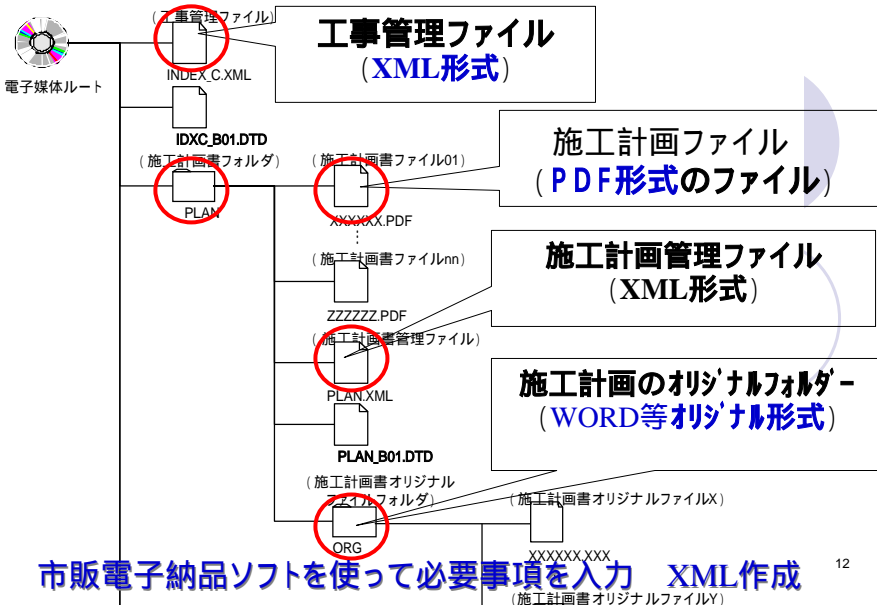 (工事管理ファイル)
工事管理ファイル
(XML形式)
電子媒体ルート
INDEX_C.XML
IDXC_B01.DTD
(施工計画書フォルダ)
(施工計画書ファイル01)
施工計画ファイル
(PDF形式のファイル)
PLAN
XXXXXX.PDF
(施工計画書ファイルnn)
施工計画管理ファイル
(XML形式)
ZZZZZZ.PDF
(施工計画書管理ファイル)
PLAN.XML
施工計画のｵﾘｼﾞﾅﾙﾌｫﾙﾀﾞｰ
(WORD等ｵﾘｼﾞﾅﾙ形式)
PLAN_B01.DTD
(施工計画書オリジナル
ファイルフォルダ)
(施工計画書オリジナルファイルX)
ORG
XXXXXX.XXX
市販電子納品ソフトを使って必要事項を入力　XML作成
12
(施工計画書オリジナルファイルY)